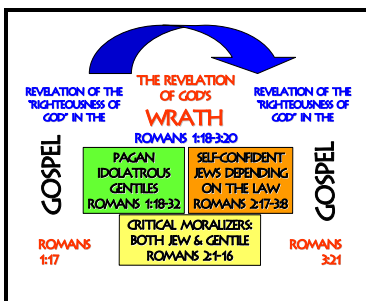 THE REVELATION
OF GOD'S
WRATH
ROMANS 1:18-3:20
REVELATION OF THE
"RIGHTEOUSNESS OF
GOD" IN THE
GOSPEL
ROMANS
1:17
PAGAN
IDOLATROUS
GENTILES
ROMANS 1:18-32
SELF-CONFIDENT
JEWS DEPENDING
ON THE LAW
ROMANS 2:17-3:8
CRITICAL MORALIZERS:
BOTH JEW & GENTILE
ROMANS 2:1-16
REVELATION OF THE
"RIGHTEOUSNESS OF
GOD" IN THE
GOSPEL
ROMANS
3:21